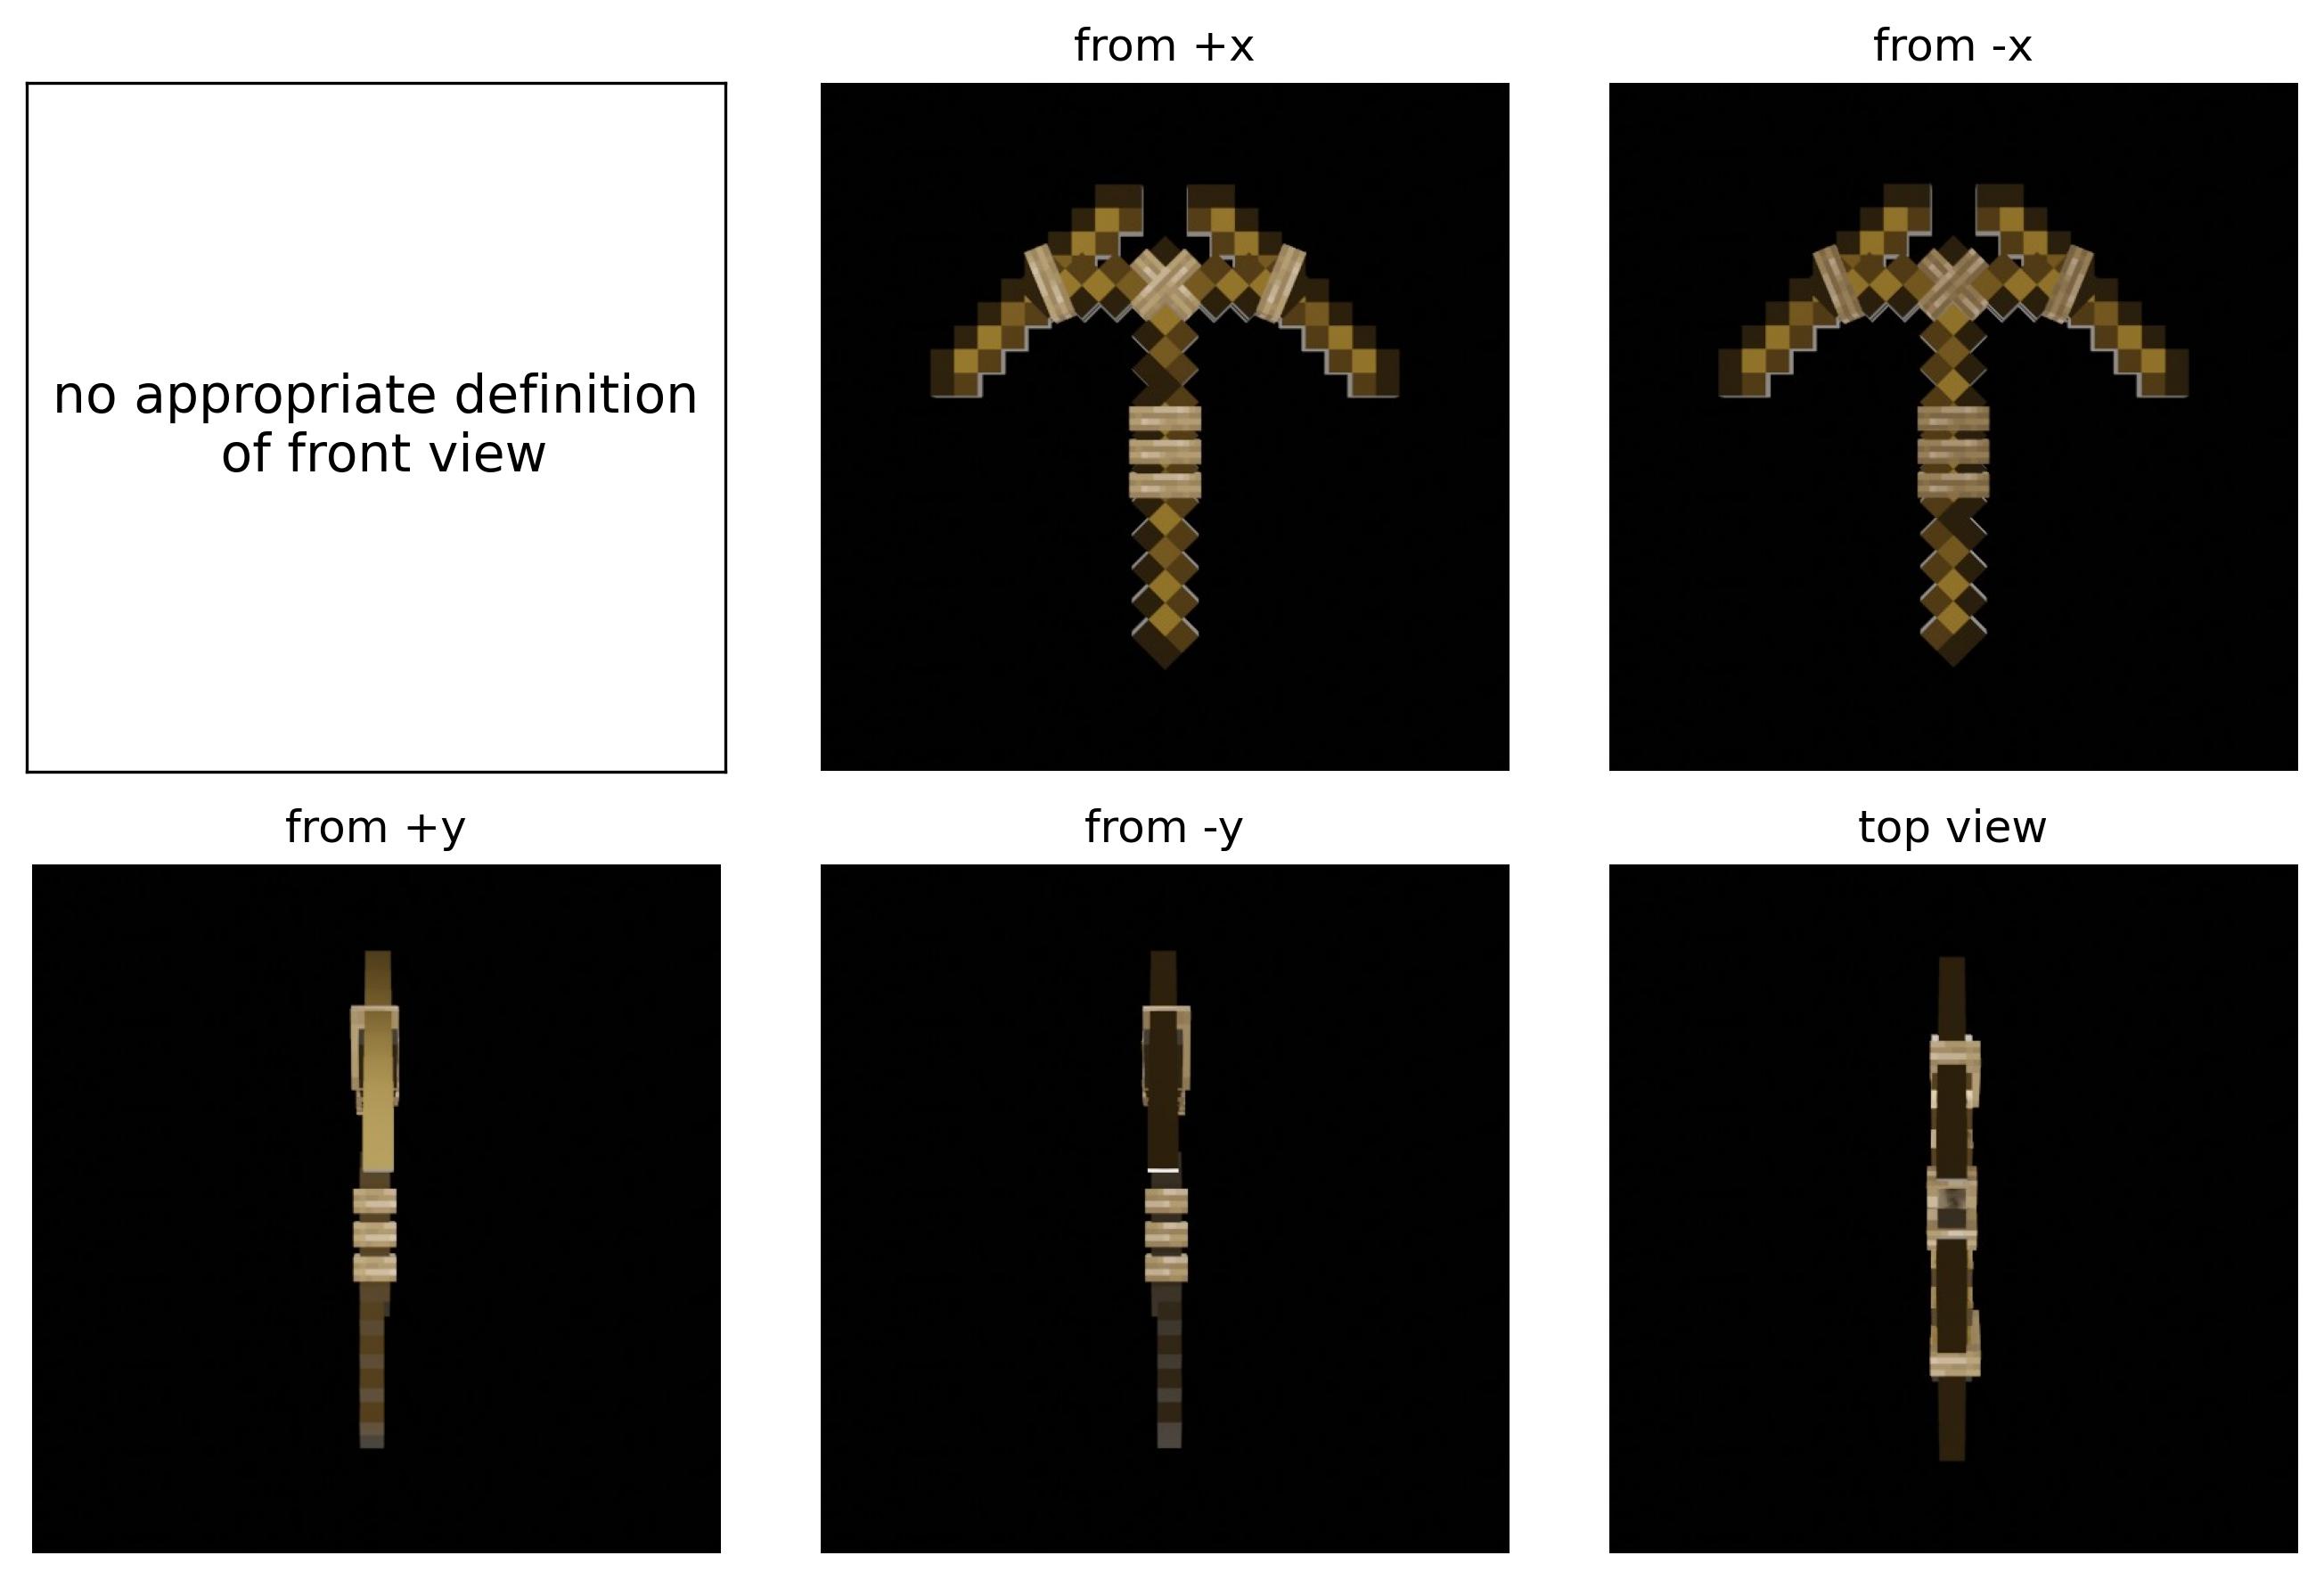 from +x
from -x
no appropriate definition
of front view
from +y
from -y
top view